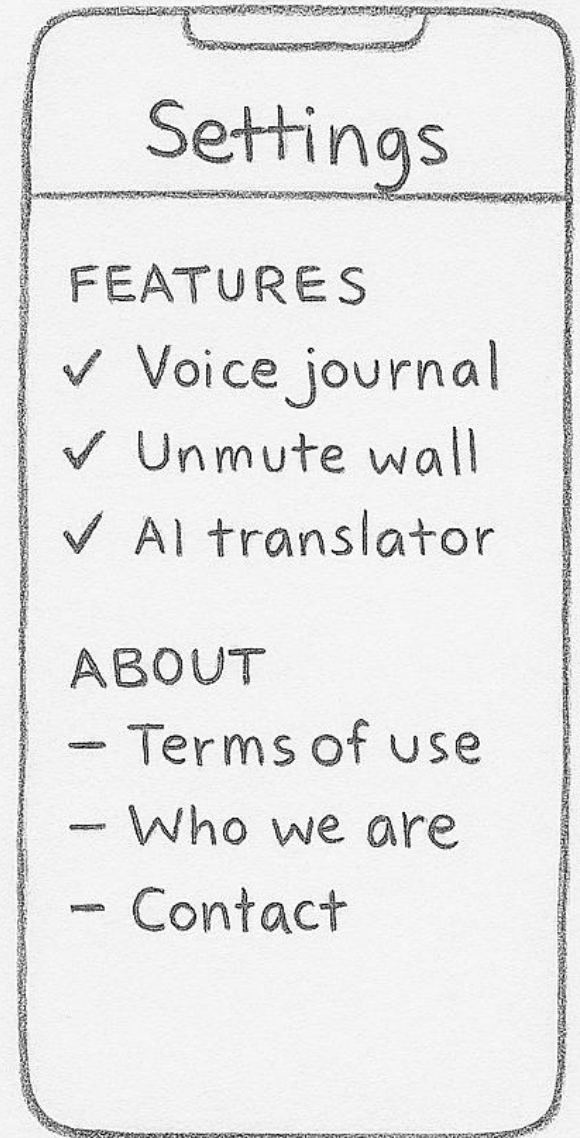 Settings
FEATURES
✓ Voice journal
✓ Unmute wall
✓ AI translator
ABOUT
– Terms of use
– Who we are
– Contact